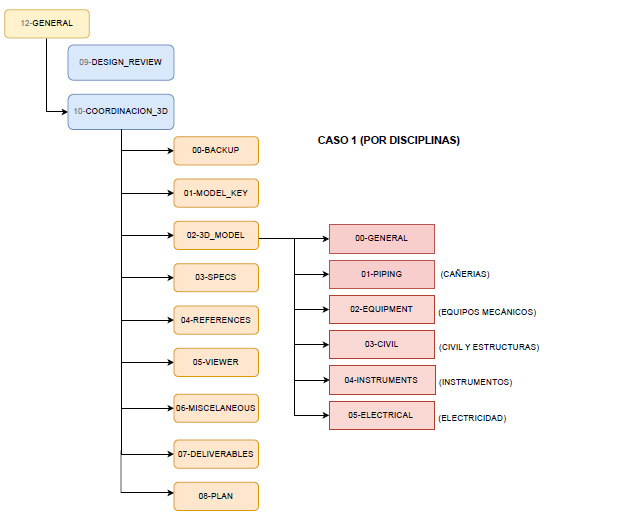 12-GENERAL
09-DESIGN_REVIEW
10-COORDINACION_3D
CASO 1 (POR DISCIPLINAS)
00-BACKUP
01-MODEL_KEY
02-3D_MODEL
00-GENERAL
01-PIPING (CAÑERIAS)
03-SPECS
02-EQUIPMENT (EQUIPOS MECÁNICOS)
04-REFERENCES
03-CIVIL (CIVIL Y ESTRUCTURAS)
05-VIEWER
04-INSTRUMENTS (INSTRUMENTOS)
06-MISCELANEOUS
05-ELECTRICAL (ELECTRICIDAD)
07-DELIVERABLES
08-PLAN